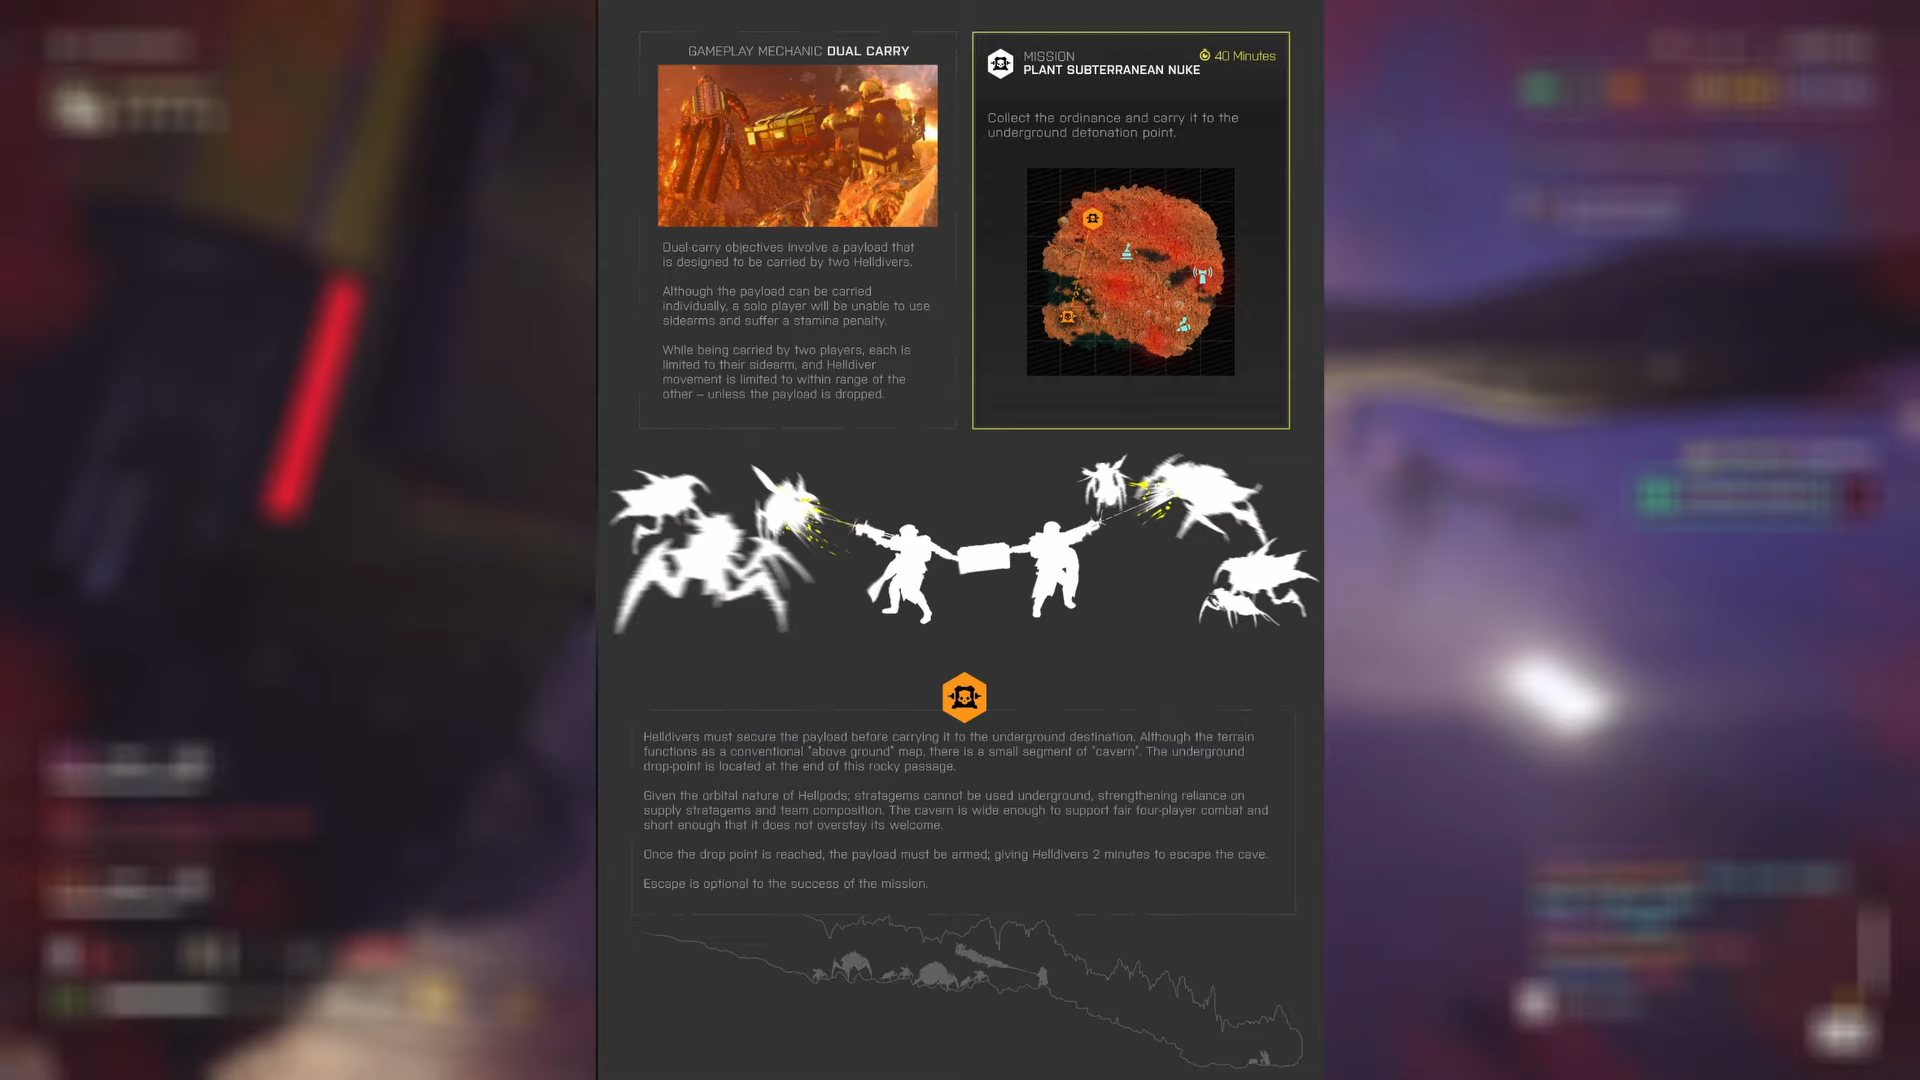 GAMEPLAY MECHANIC DUAL CARRY
Dual-carry objectives involve a payload that
is designed to be carried by two Helldivers.
Although the payload can be carried
individually, a solo player will be unable to use
sidearms and suffer a stamina penalty.
While being carried by two players, each is
limited to their sidearm, and Helldiver
movement is limited to within range of the
other – unless the payload is dropped.
MISSION
40 Minutes
PLANT SUBTERRANEAN NUKE
Collect the ordinance and carry it to the
underground detonation point.
Helldivers must secure the payload before carrying it to the underground destination. Although the terrain
functions as a conventional "above ground" map, there is a small segment of "cavern". The underground
drop-point is located at the end of this rocky passage.
Given the orbital nature of Hellpods; stratagems cannot be used underground, strengthening reliance on
supply stratagems and team composition. The cavern is wide enough to support fair four-player combat and
short enough that it does not overstay its welcome.
Once the drop point is reached, the payload must be armed; giving Helldivers 2 minutes to escape the cave.
Escape is optional to the success of the mission.